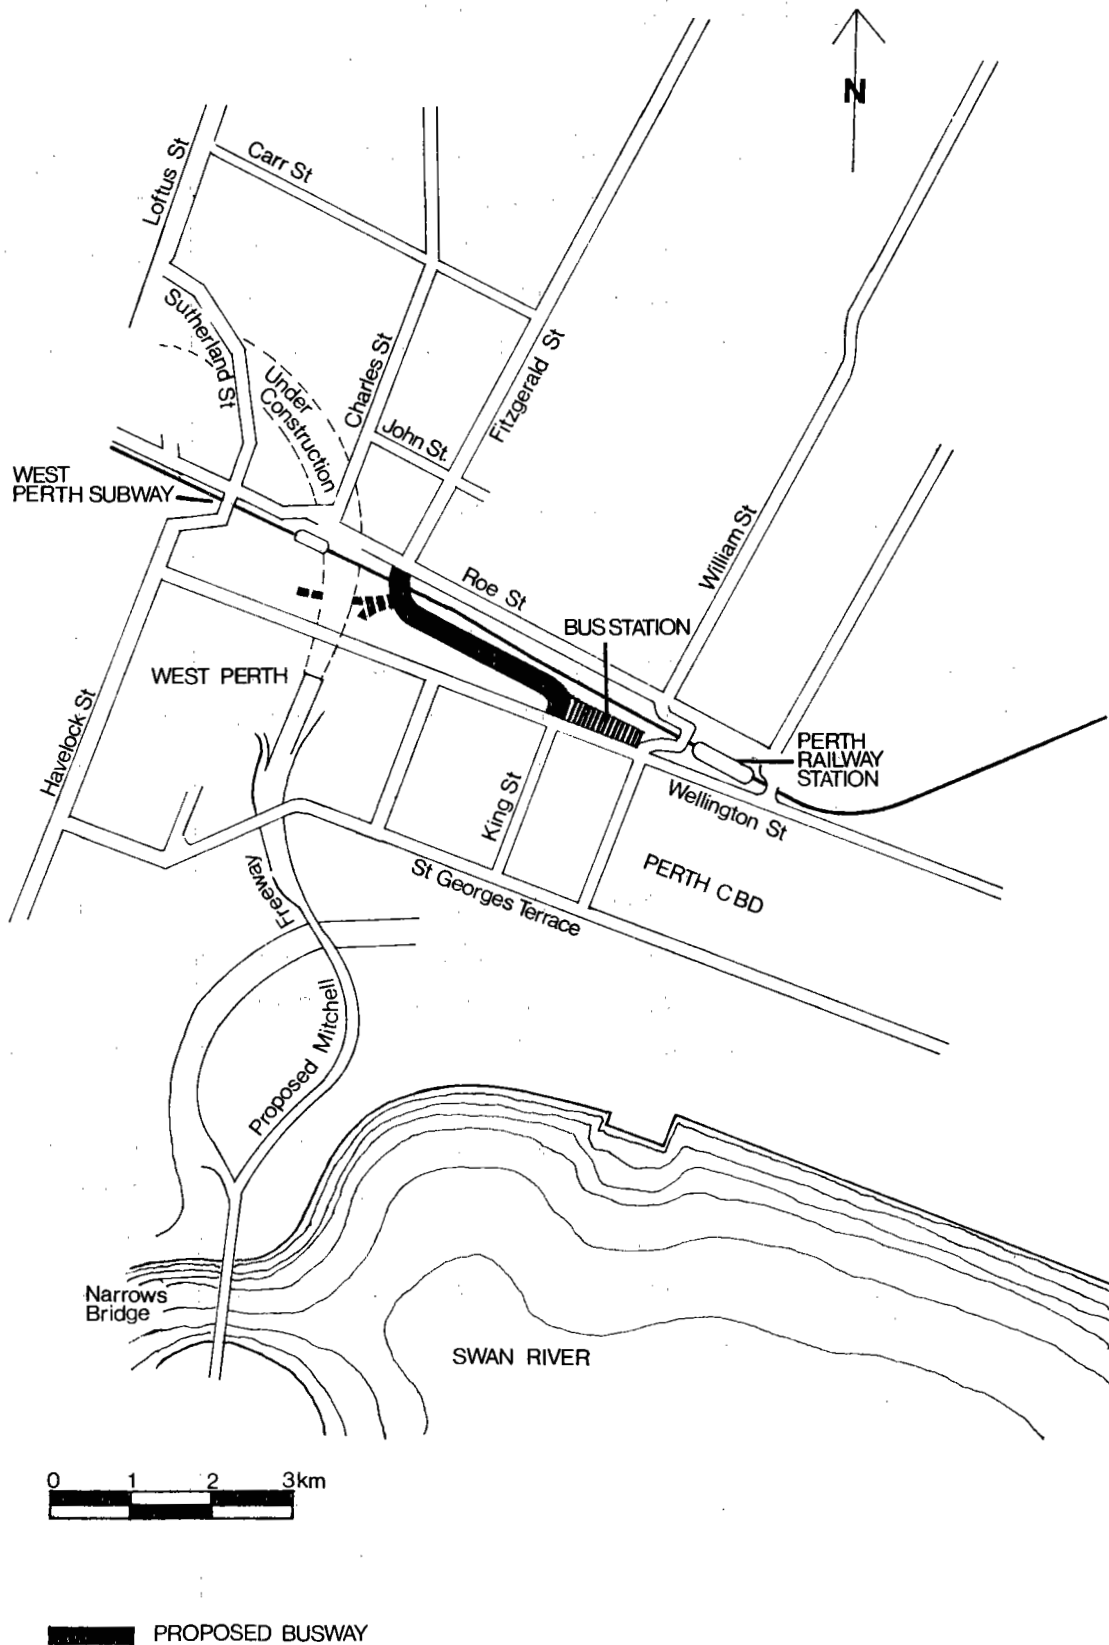 N
Loftus St
Carr St
Sutherland St
Under
Construction
Charles St
Fitzgerald St
John St.
WEST
PERTH SUBWAY
William St
Roe St
BUS STATION
WEST PERTH
Havelock St
PERTH
RAILWAY
STATION
King St
Wellington St
PERTH CBD
St Georges Terrace
Freeway
Proposed Mitchell
Narrows
Bridge
SWAN RIVER
0 1 2 3km
PROPOSED BUSWAY